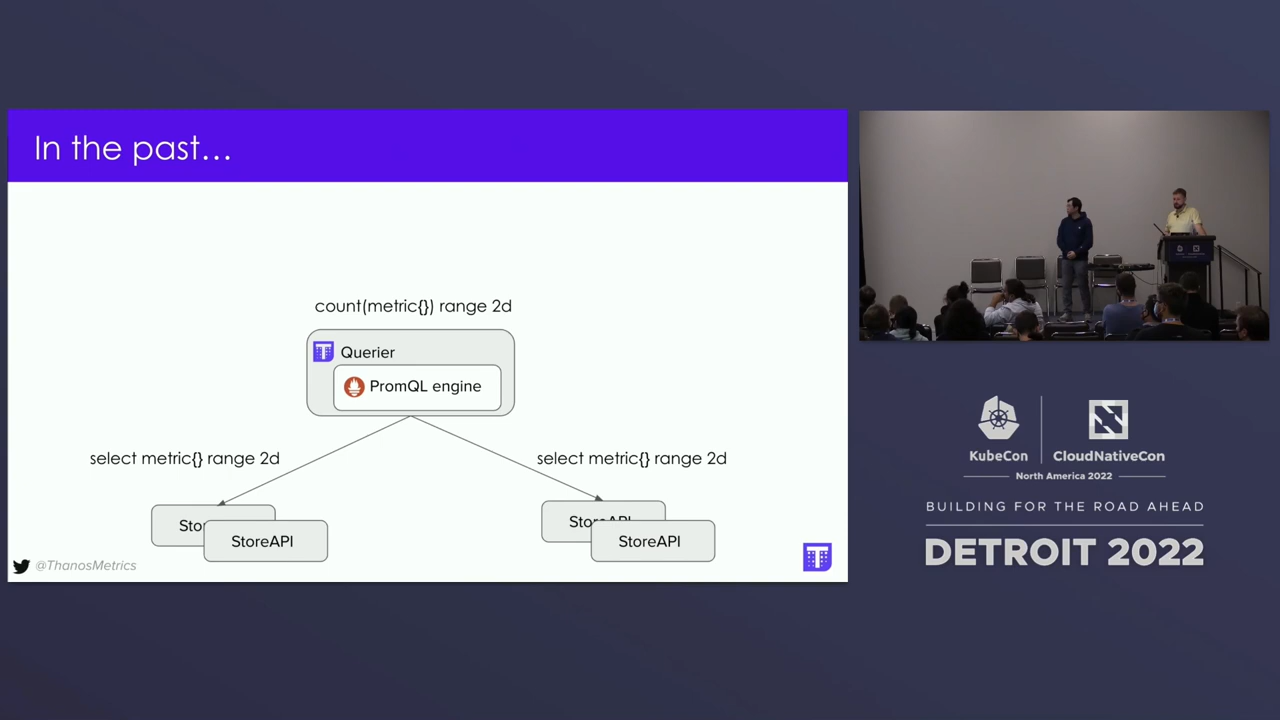 In the past...
count(metric{}) range 2d
Querier
PromQL engine
select metric{} range 2d
select metric{} range 2d
StoreAPI
StoreAPI
StoreAPI
@ThanosMetrics
KubeCon
CloudNativeCon
North America 2022
BUILDING FOR THE ROAD AHEAD
DETROIT 2022